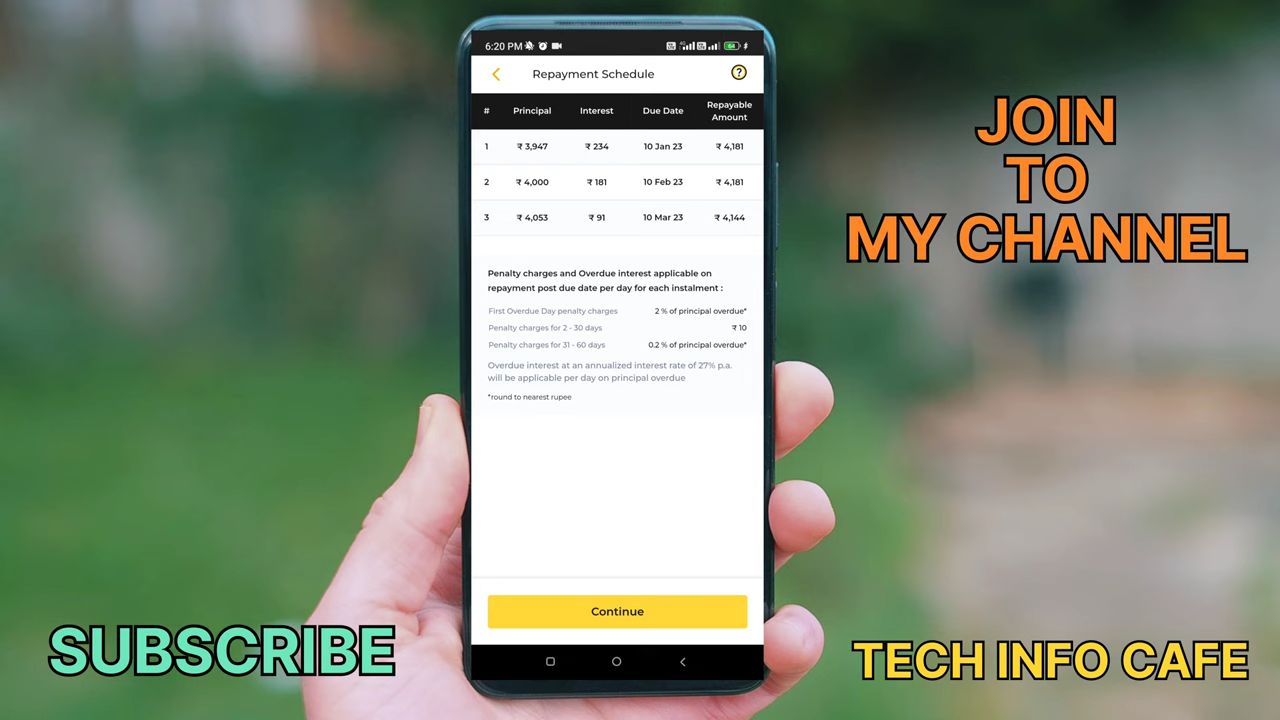 6:20 PM
64
Repayment Schedule
?
# Principal Interest Due Date Repayable Amount
1 ₹ 3,947 ₹ 234 10 Jan 23 ₹ 4,181
2 ₹ 4,000 ₹ 181 10 Feb 23 ₹ 4,181
3 ₹ 4,053 ₹ 91 10 Mar 23 ₹ 4,144
Penalty charges and Overdue interest applicable on
repayment post due date per day for each instalment :
First Overdue Day penalty charges 2 % of principal overdue*
Penalty charges for 2 - 30 days ₹ 10
Penalty charges for 31 - 60 days 0.2 % of principal overdue*
Overdue interest at an annualized interest rate of 27% p.a.
will be applicable per day on principal overdue
*round to nearest rupee
Continue
JOIN
TO
MY CHANNEL
SUBSCRIBE
TECH INFO CAFE